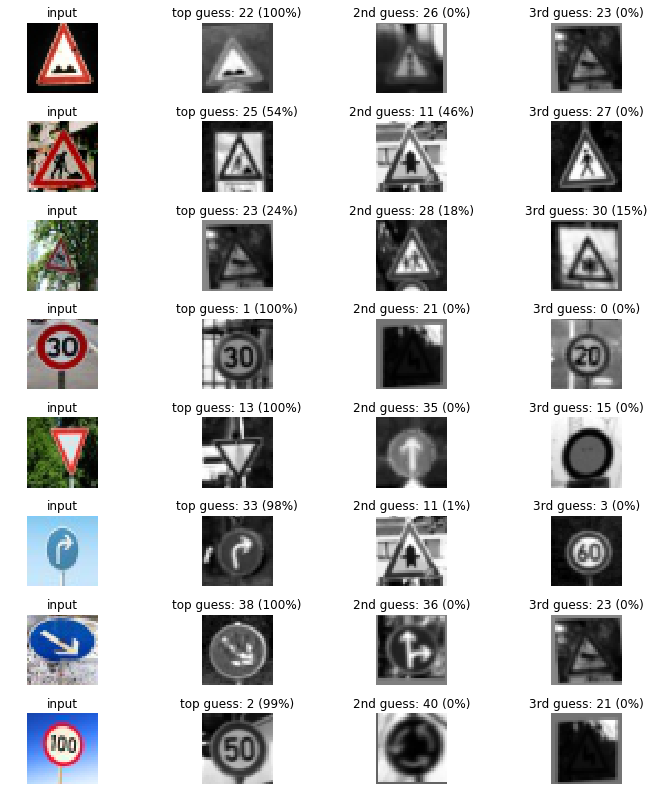 input top guess: 22 (100%) 2nd guess: 26 (0%) 3rd guess: 23 (0%)
input top guess: 25 (54%) 2nd guess: 11 (46%) 3rd guess: 27 (0%)
input top guess: 23 (24%) 2nd guess: 28 (18%) 3rd guess: 30 (15%)
input top guess: 1 (100%) 2nd guess: 21 (0%) 3rd guess: 0 (0%)
30 30 20
input top guess: 13 (100%) 2nd guess: 35 (0%) 3rd guess: 15 (0%)
input top guess: 33 (98%) 2nd guess: 11 (1%) 3rd guess: 3 (0%)
60
input top guess: 38 (100%) 2nd guess: 36 (0%) 3rd guess: 23 (0%)
input top guess: 2 (99%) 2nd guess: 40 (0%) 3rd guess: 21 (0%)
100 50